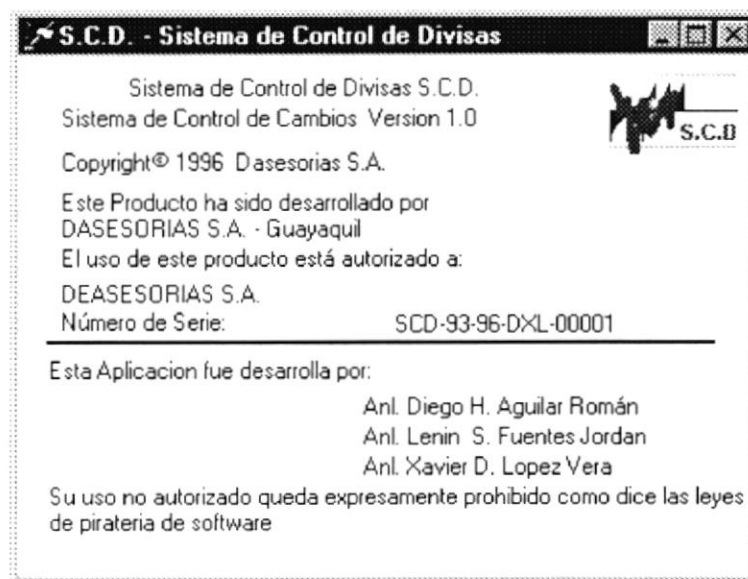 S.C.D. - Sistema de Control de Divisas
Sistema de Control de Divisas S.C.D.
Sistema de Control de Cambios Version 1.0
S.C.D
Copyright© 1996 Dasesorias S.A.
Este Producto ha sido desarrollado por
DASESORIAS S.A. - Guayaquil
El uso de este producto está autorizado a:
DEASESORIAS S.A.
Número de Serie: SCD-93-96-DXL-00001
Esta Aplicacion fue desarrolla por:
Anl. Diego H. Aguilar Román
Anl. Lenin S. Fuentes Jordan
Anl. Xavier D. Lopez Vera
Su uso no autorizado queda expresamente prohibido como dice las leyes
de pirateria de software